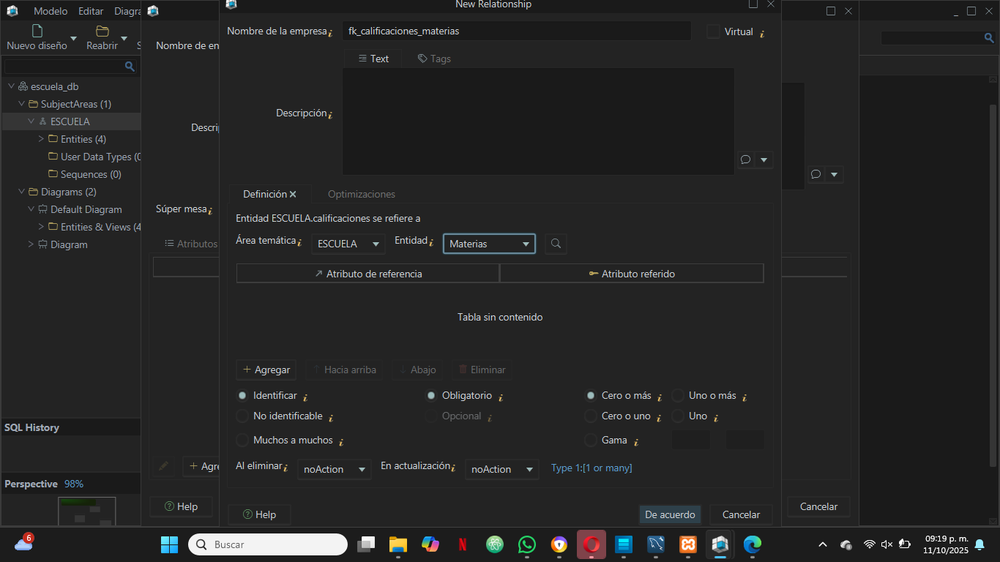 New Relationship
Modelo Editar Diagra
Nuevo diseño
Reabrir
S
escuela_db
SubjectAreas (1)
ESCUELA
Entities (4)
User Data Types (0
Sequences (0)
Diagrams (2)
Default Diagram
Entities & Views (4
Diagram
SQL History
Perspective 98%
Nombre de en
Descri
Súper mesa
Atributos
+ Agre
Help
Nombre de la empresa
fk_calificaciones_materias
Virtual
Text
Tags
Descripción
Definición
Optimizaciones
Entidad ESCUELA.calificaciones se refiere a
Área temática
ESCUELA
Entidad
Materias
Atributo de referencia
Atributo referido
Tabla sin contenido
+ Agregar
Hacia arriba
Abajo
Eliminar
Identificar
Obligatorio
Cero o más
Uno o más
No identificable
Opcional
Cero o uno
Uno
Muchos a muchos
Gama
Al eliminar
noAction
En actualización
noAction
Type 1:[1 or many]
Help
De acuerdo
Cancelar
Cancelar
6
Buscar
09:19 p. m.
11/10/2025